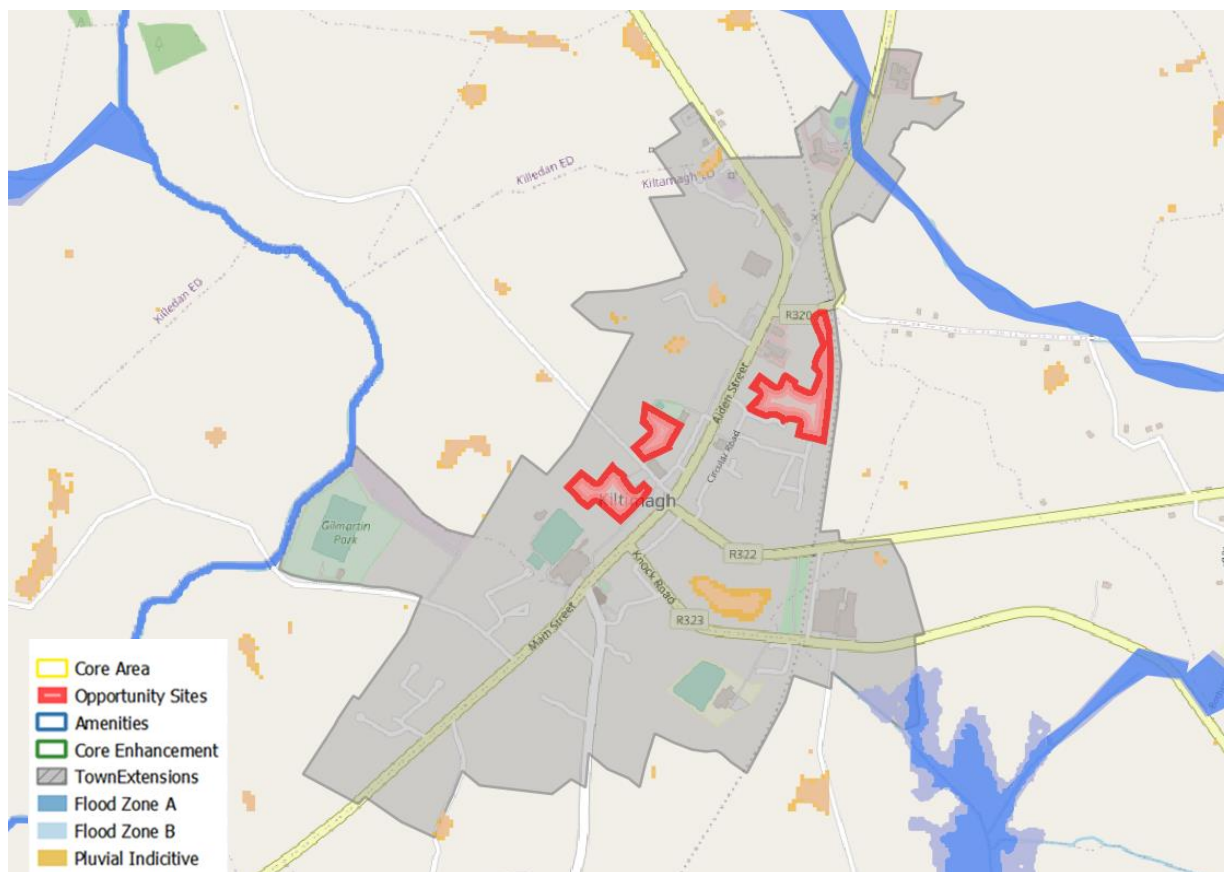 Killedan ED
Kiltamagh ED
Killedan ED
R320
Aiden Street
Circular Road
Kiltimagh
Gilmartin
Park
R322
Knock Road
R323
Main Street
Core Area
Opportunity Sites
Amenities
Core Enhancement
TownExtensions
Flood Zone A
Flood Zone B
Pluvial Indicitive